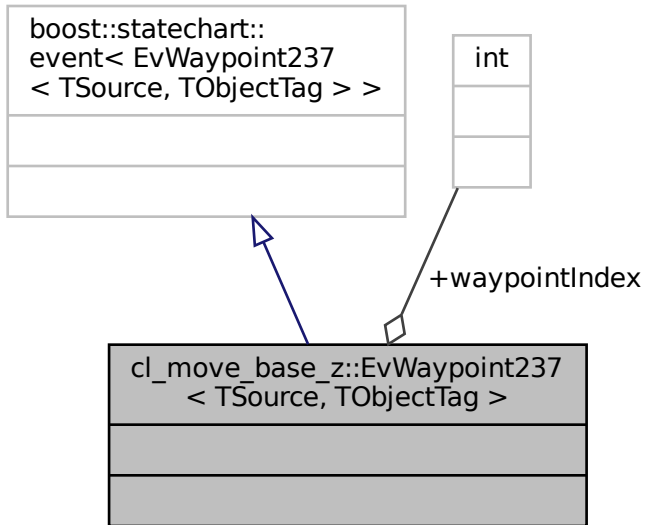 boost::statechart::
event< EvWaypoint237
< TSource, TObjectTag > >
int
+waypointIndex
cl_move_base_z::EvWaypoint237
< TSource, TObjectTag >